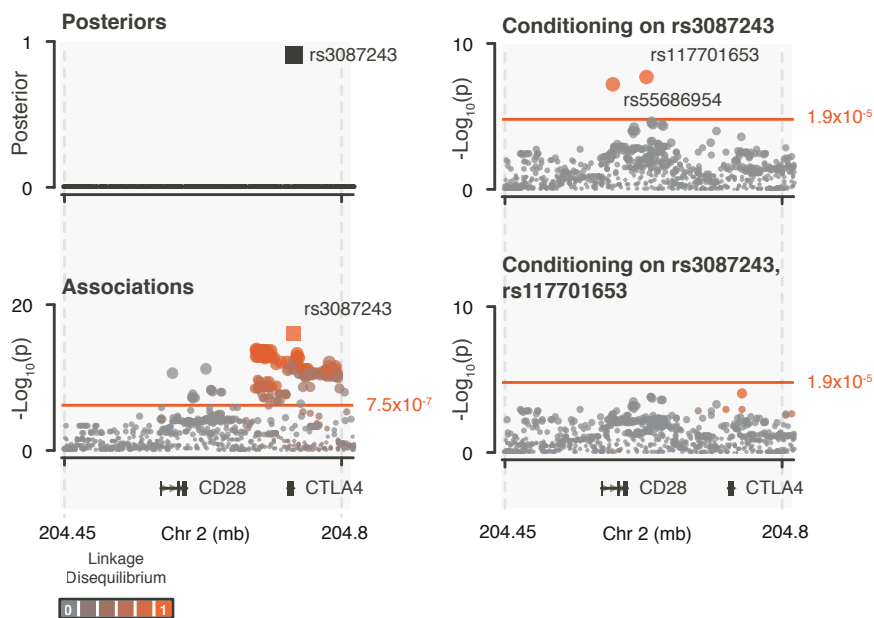 Posteriors
1
rs3087243
Posterior
0
Associations
20
rs3087243
-Log10(p)
7.5x10-7
0
CD28
CTLA4
204.45
Chr 2 (mb)
204.8
Linkage
Disequilibrium
0
1
Conditioning on rs3087243
10
rs117701653
rs55686954
-Log10(p)
1.9x10-5
0
Conditioning on rs3087243,
rs117701653
10
-Log10(p)
1.9x10-5
0
CD28
CTLA4
204.45
Chr 2 (mb)
204.8